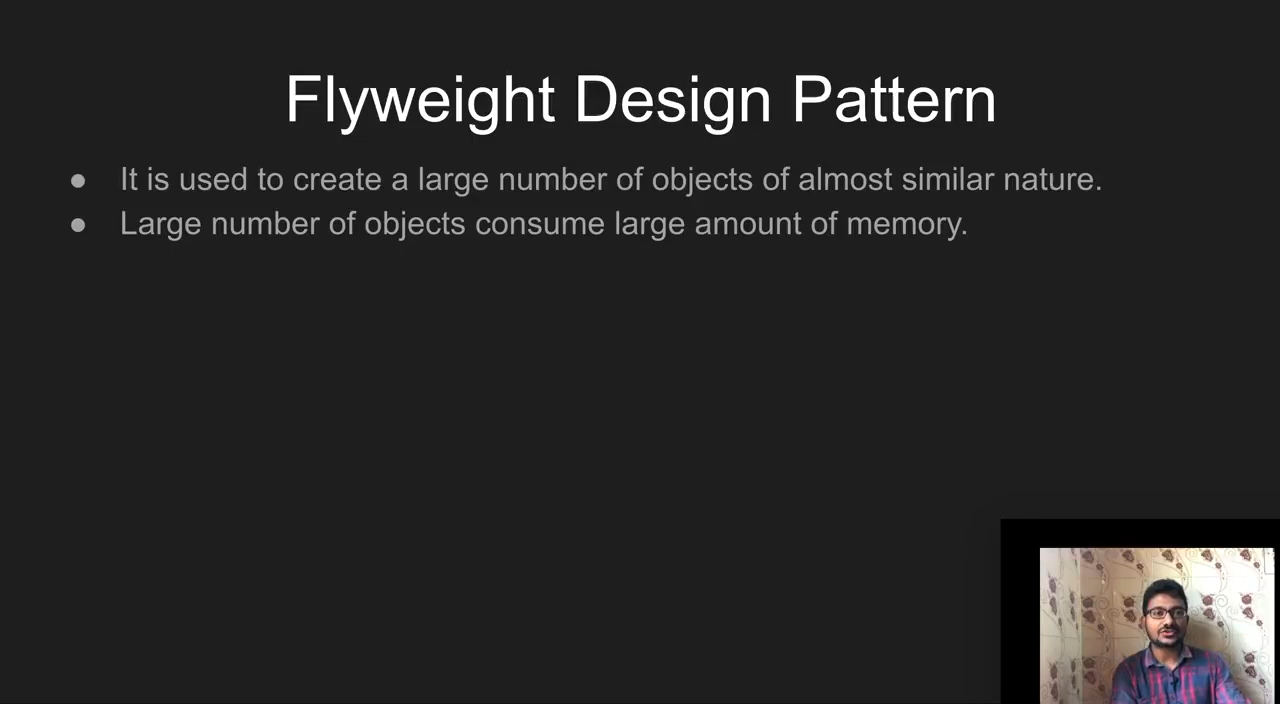 Flyweight Design Pattern
● It is used to create a large number of objects of almost similar nature.
● Large number of objects consume large amount of memory.